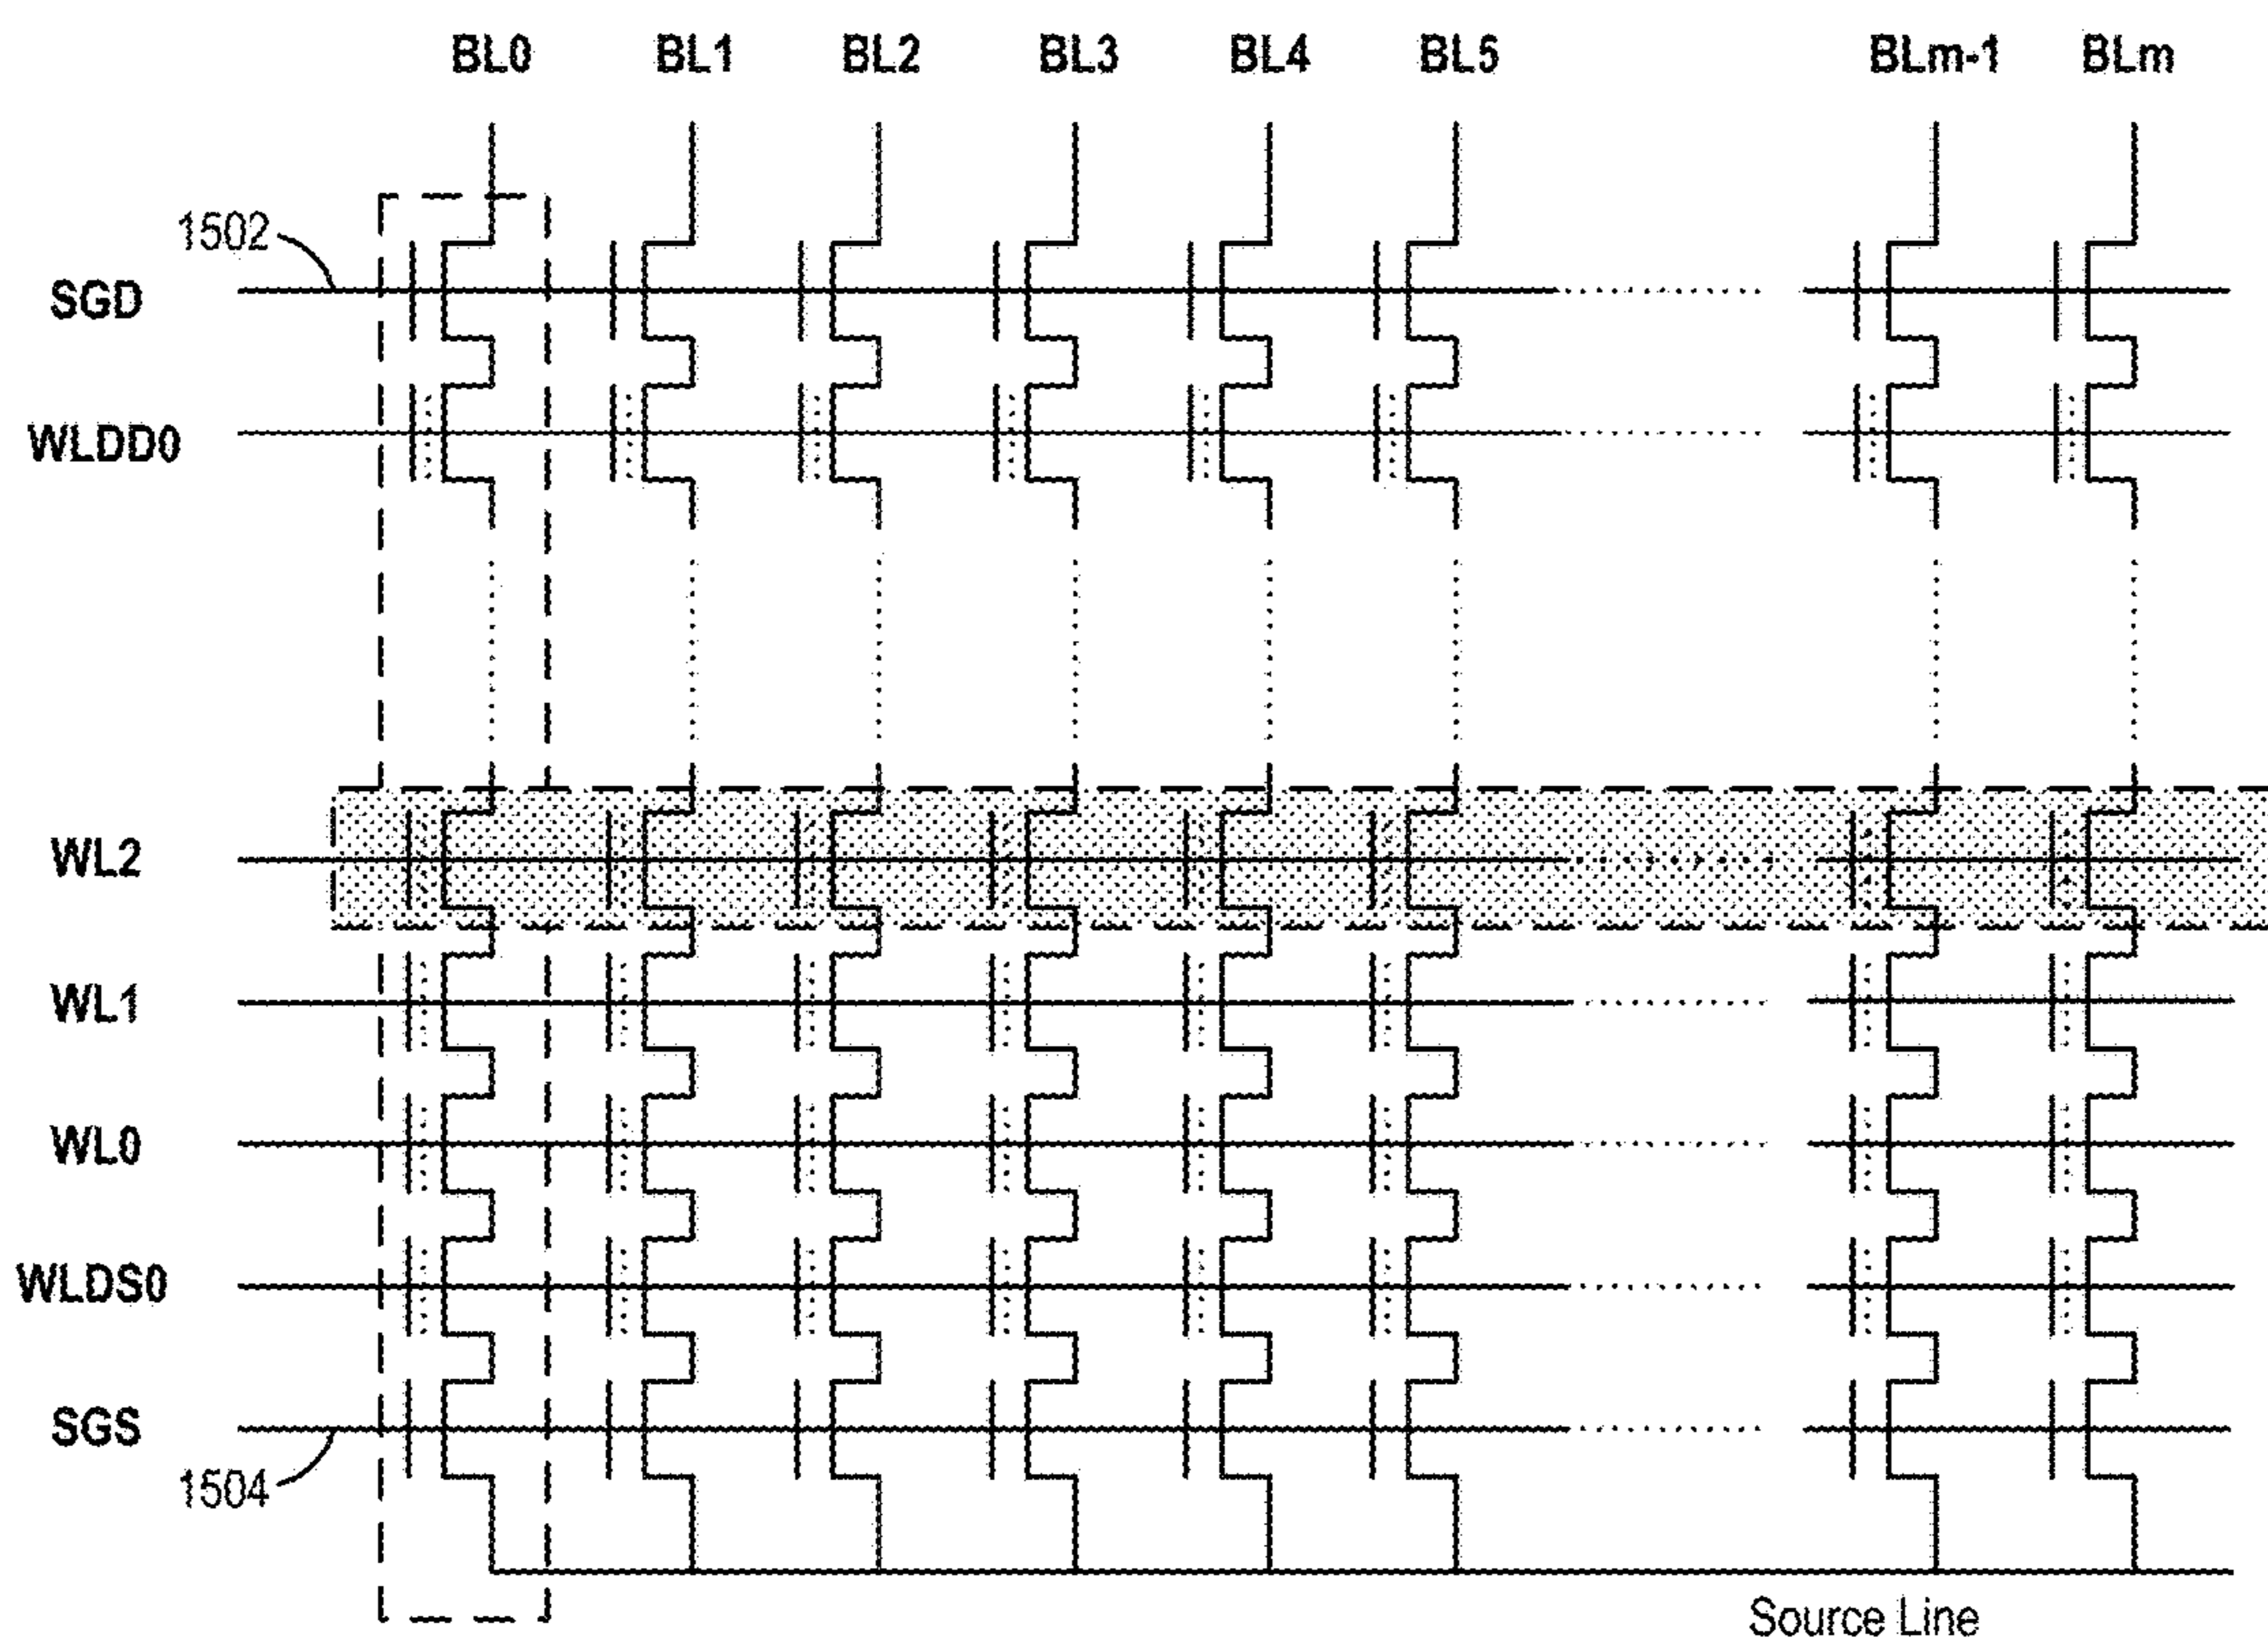 BL0 BL1 BL2 BL3 BL4 BL5 BLm-1 BLm
1502
SGD
WLDD0
WL2
WL1
WL0
WLDS0
SGS
1504
Source Line